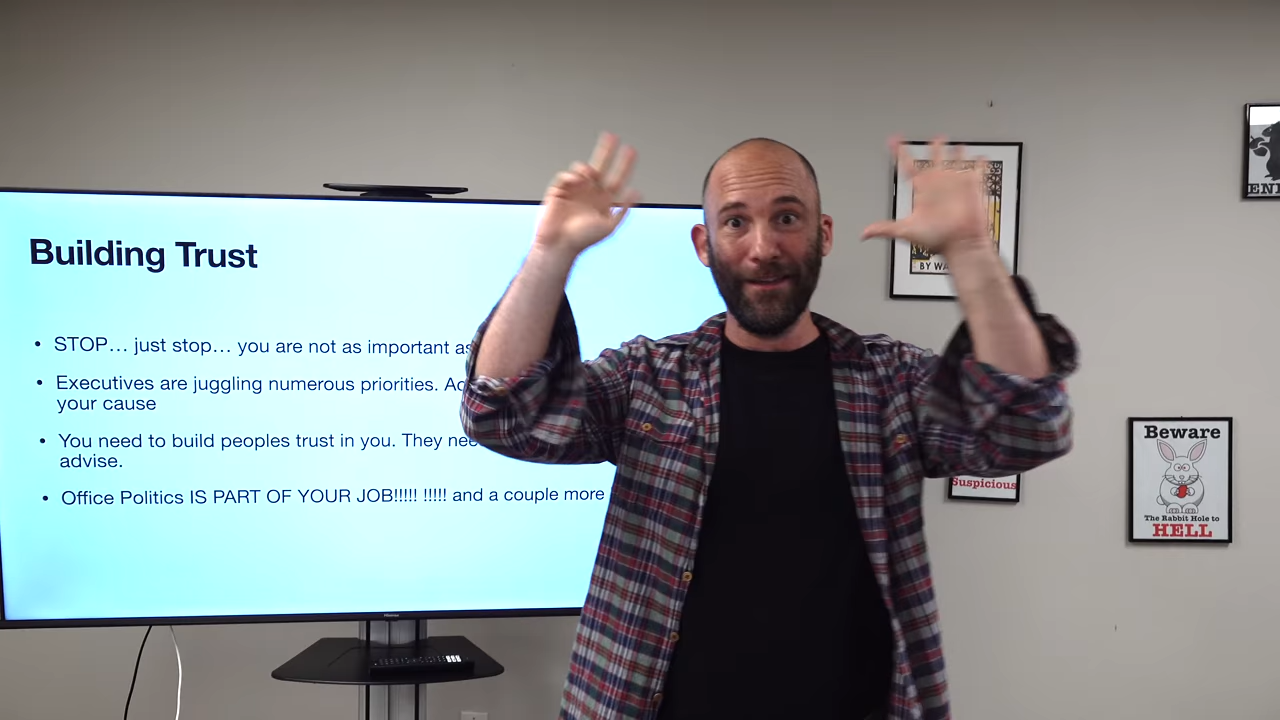 Building Trust
• STOP… just stop… you are not as important as
• Executives are juggling numerous priorities.
your cause
• You need to build peoples trust in you. They
advise.
• Office Politics IS PART OF YOUR JOB!!!!! !!!!! and a couple more
Hisense
BY
Suspicious
Beware
The Rabbit Hole to
HELL